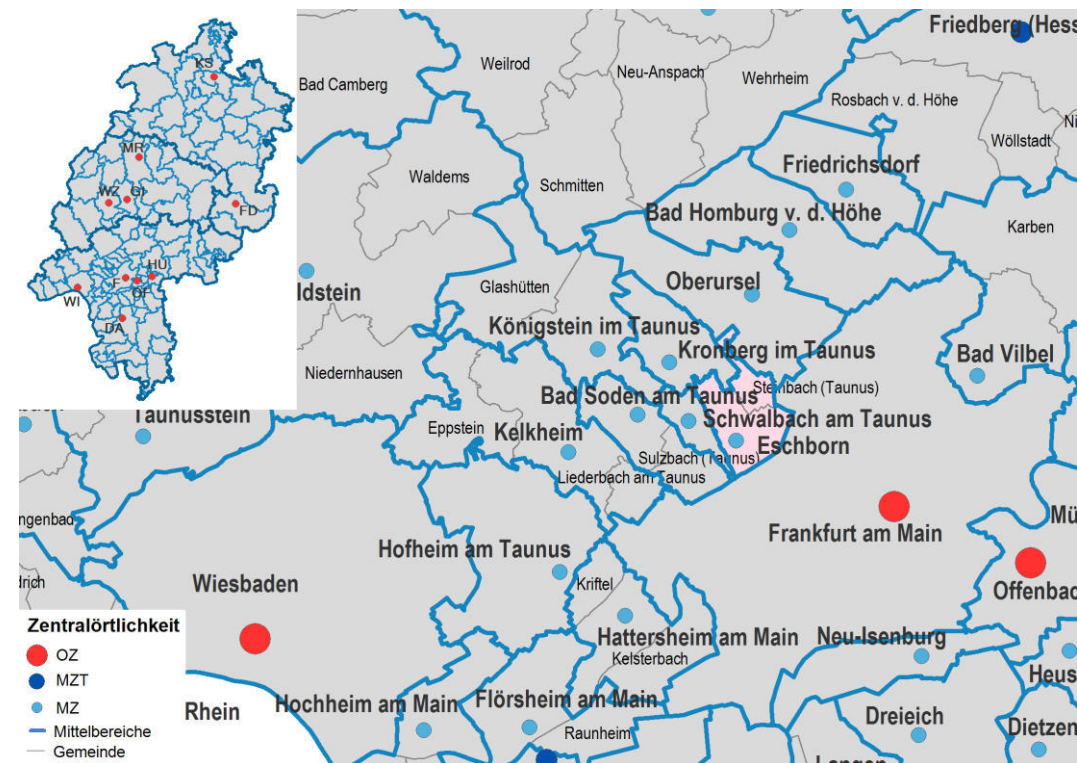 KS
MR
WZ
GI
FD
HU
F
OF
WI
DA
Friedberg (Hess
Weilrod
Neu-Anspach
Wehrheim
Bad Camberg
Rosbach v. d. Höhe
Wöllstadt
Waldems
Schmitten
Friedrichsdorf
Bad Homburg v. d. Höhe
Karben
Oberursel
Glashütten
ldstein
Königstein im Taunus
Kronberg im Taunus
Bad Vilbel
Niedernhausen
Steinbach (Taunus)
Bad Soden am Taunus
Taunusstein
Schwalbach am Taunus
Eppstein
Kelkheim
Eschborn
Sulzbach (Taunus)
Liederbach am Taunus
Mü
ngenbad
Frankfurt am Main
Hofheim am Taunus
drich
Wiesbaden
Kriftel
Offenbac
Zentralörtlichkeit
Hattersheim am Main
Neu-Isenburg
OZ
Kelsterbach
Heus
MZT
Hochheim am Main
Flörsheim am Main
MZ
Rhein
Dreieich
Dietzen
Mittelbereiche
Raunheim
Gemeinde
Langen